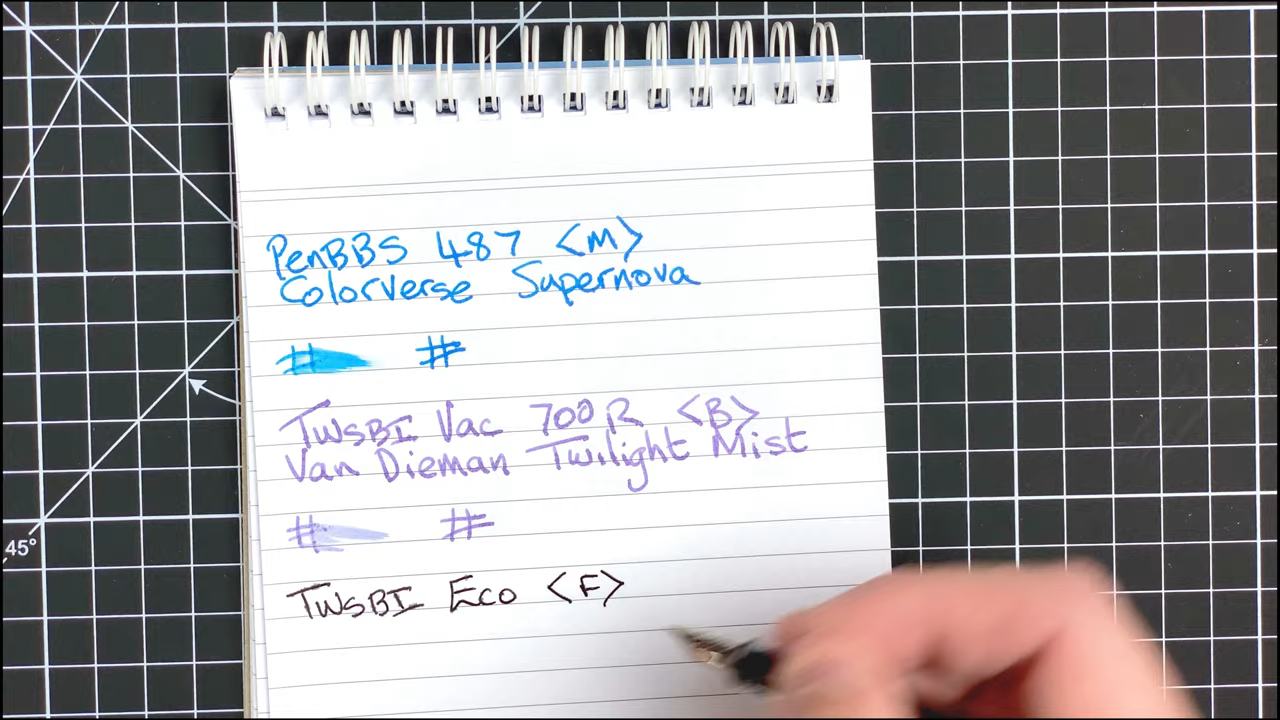 PenBBS 487 <M>
Colorverse Supernova
# #
TWSBI Vac 700R <B>
Van Dieman Twilight Mist
# #
TWSBI Eco <F>
45°